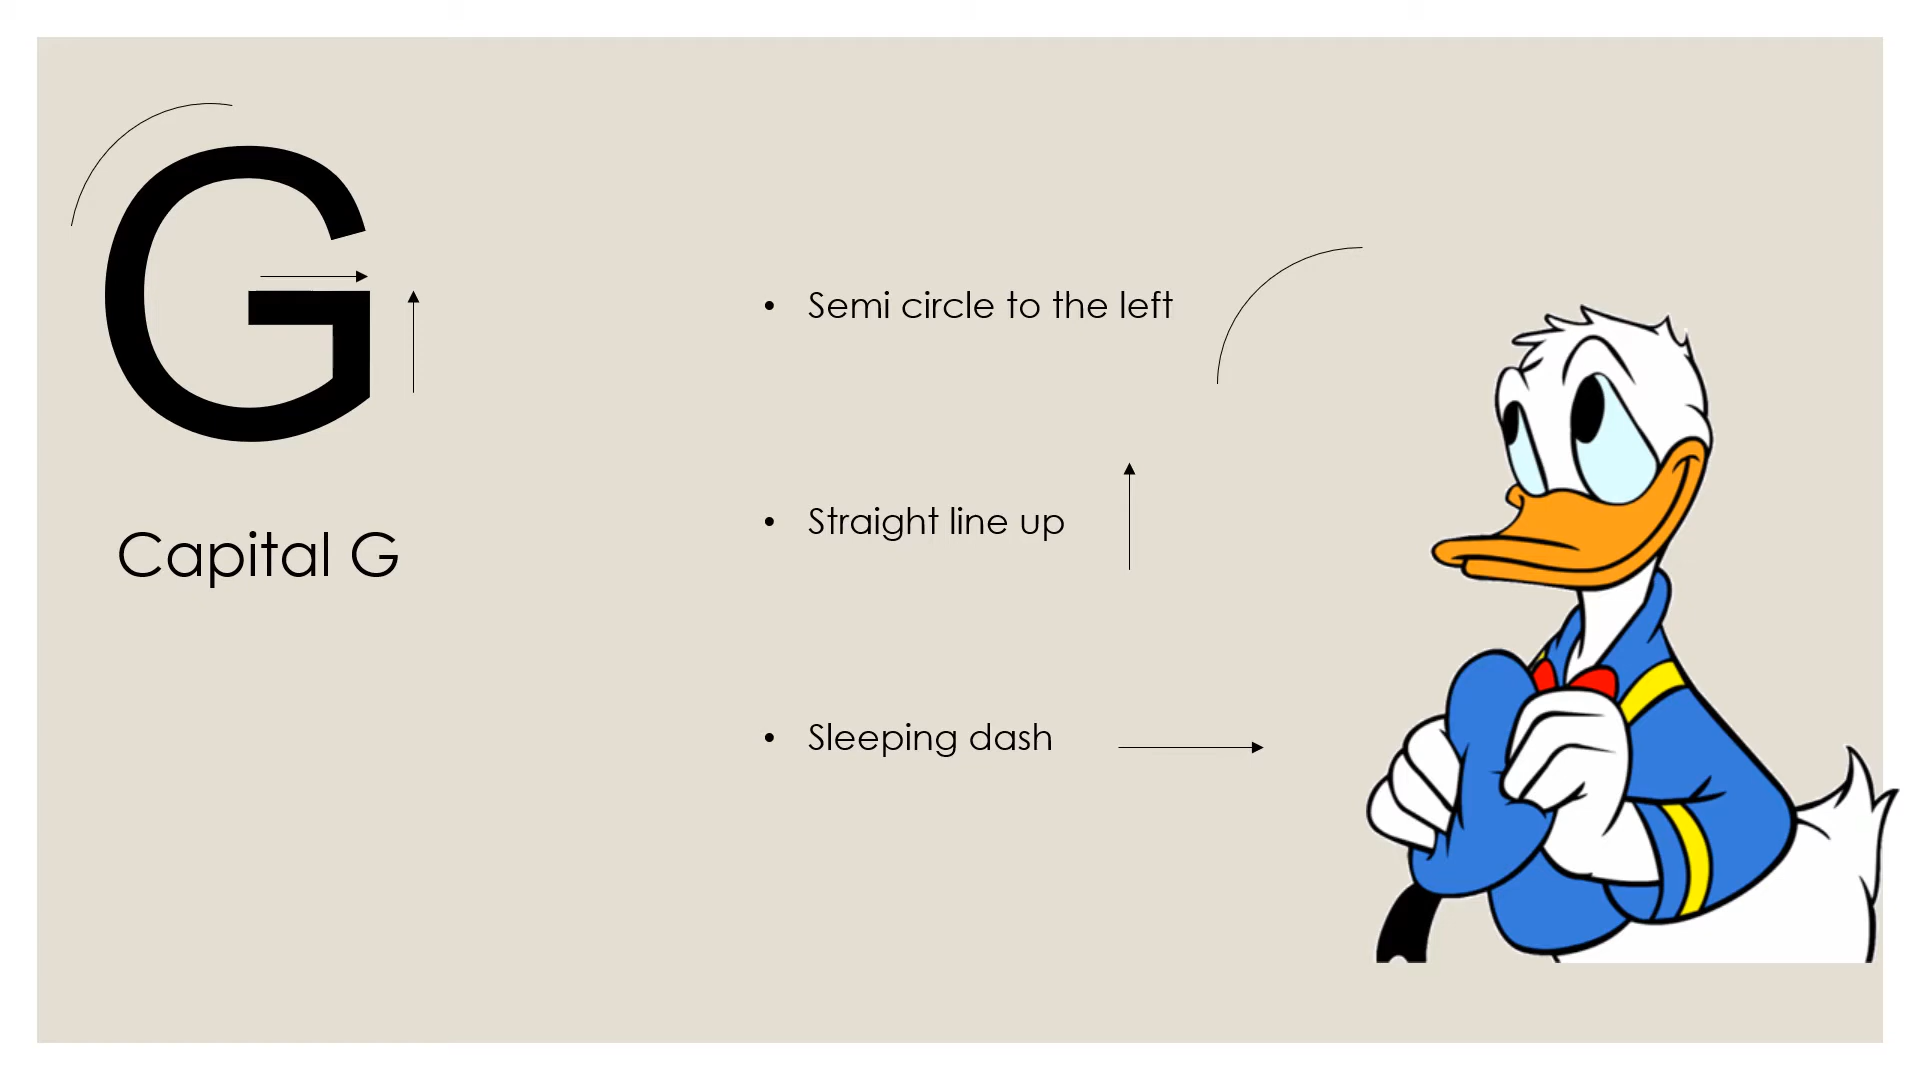 G
Capital G
• Semi circle to the left
• Straight line up
• Sleeping dash